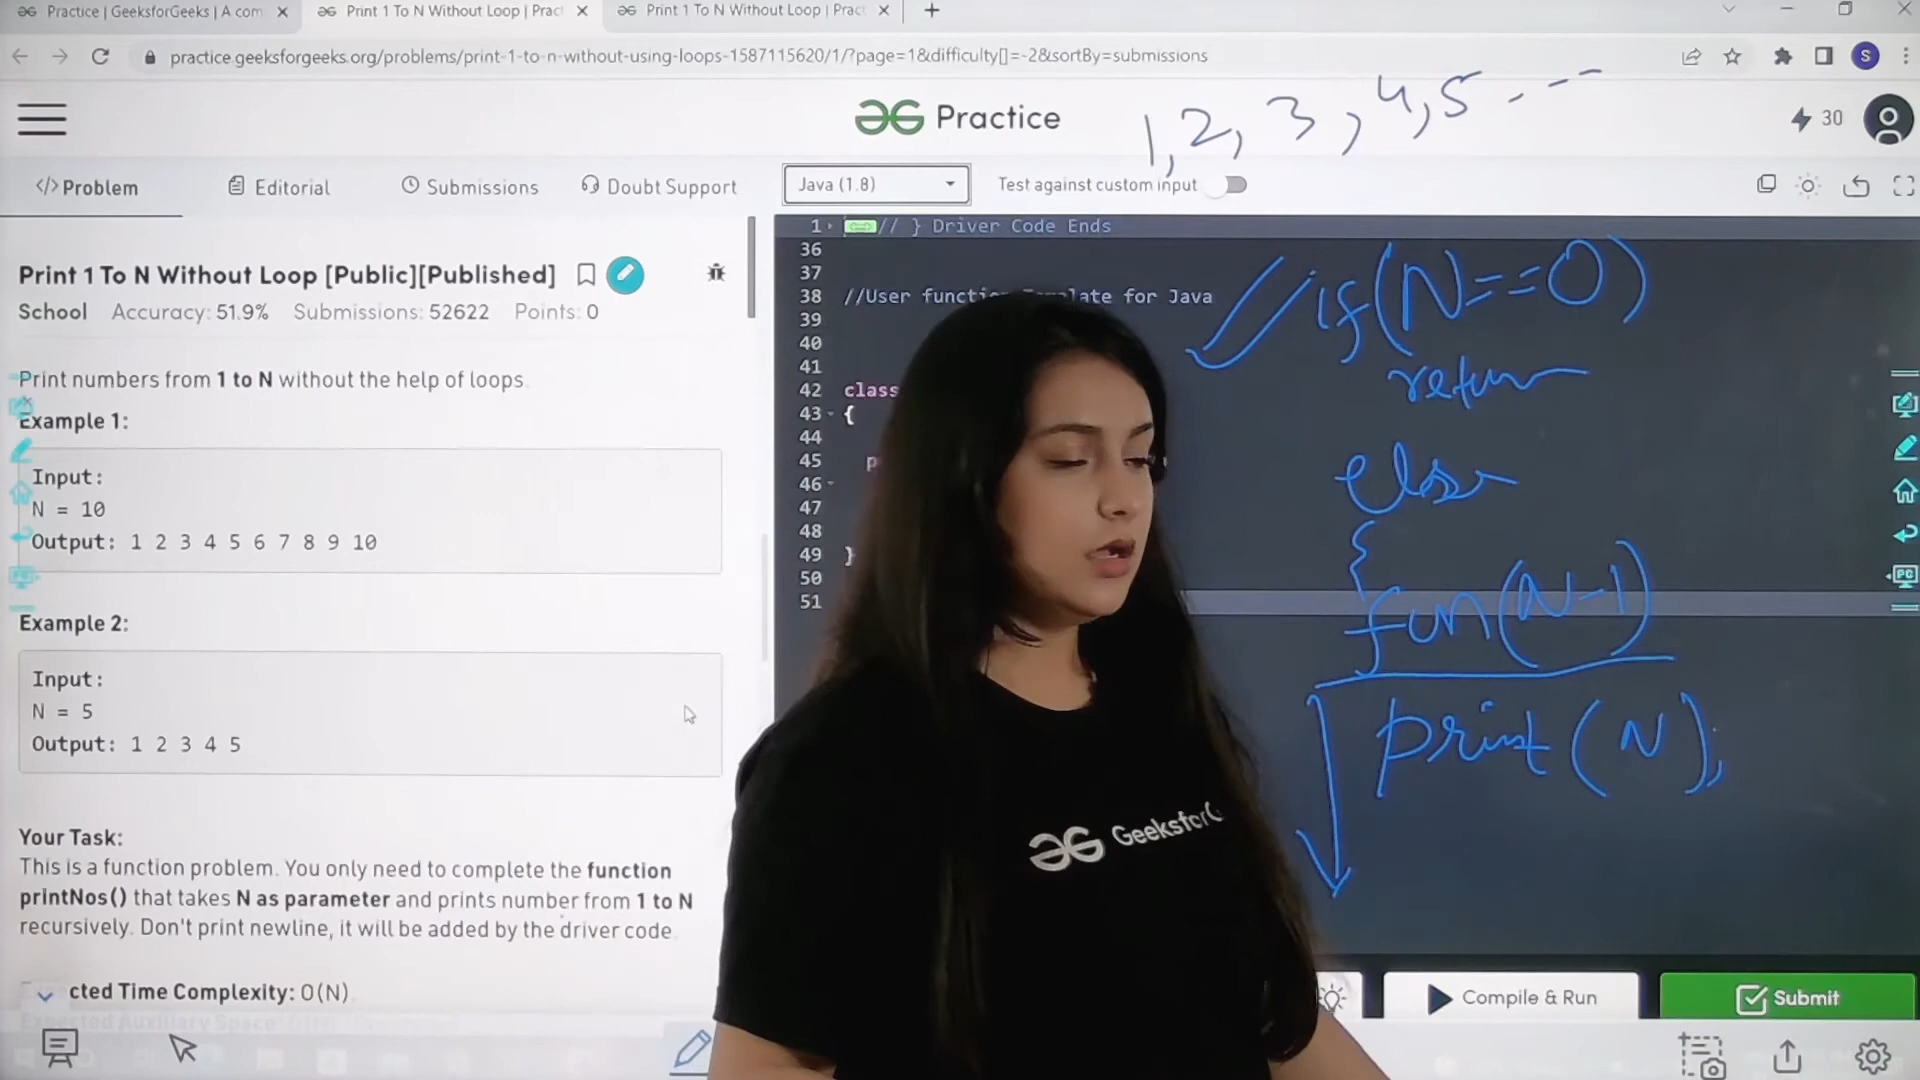 Practice | GeeksforGeeks | A com
Print 1 To N Without Loop | Prac
Print 1 To N Without Loop | Prac
practice.geeksforgeeks.org/problems/print-1-to-n-without-using-loops-1587115620/1/?page=1&difficulty[]=-2&sortBy=submissions
S
Practice
1, 2, 3, 4, 5 - - -
30
</>Problem
Editorial
Submissions
Doubt Support
Java (1.8)
Test against custom input
Print 1 To N Without Loop [Public][Published]
School Accuracy: 51.9% Submissions: 52622 Points: 0
Print numbers from 1 to N without the help of loops.
Example 1:
Input:
N = 10
Output: 1 2 3 4 5 6 7 8 9 10
Example 2:
Input:
N = 5
Output: 1 2 3 4 5
Your Task:
This is a function problem. You only need to complete the function
printNos() that takes N as parameter and prints number from 1 to N
recursively. Don't print newline, it will be added by the driver code.
cted Time Complexity: O(N)
Expected Auxiliary Space:
1 // } Driver Code Ends
36
37
38 //User late for Java
39
40
41
42 class
43 {
44
45 p
46
47
48
49 }
50
51
if(N==0)
return
else
{
fun(N-1)
print(N);
GeeksforG
PC
PC
Compile & Run
Submit